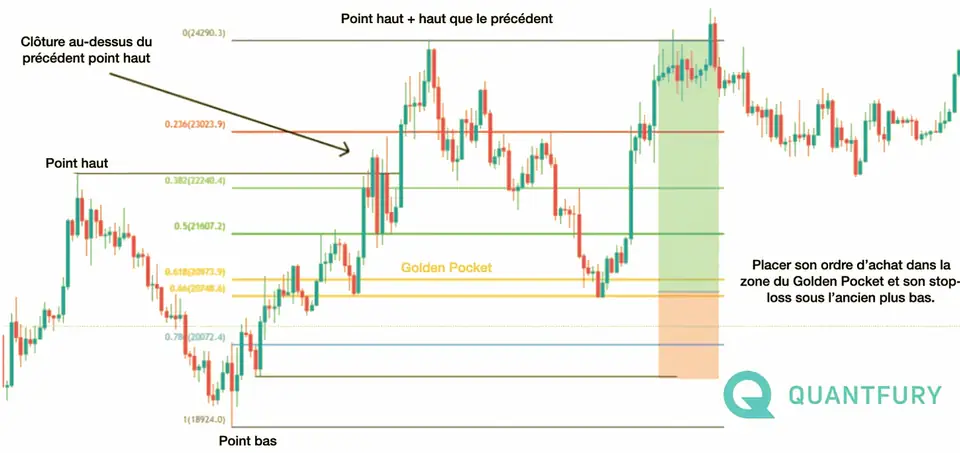 Point haut + haut que le précédent
0(24290.3)
Clôture au-dessus du
précédent point haut
0.236(23023.9)
Point haut
0.382(22240.4)
0.5(21607.2)
Golden Pocket
0.618(20973.9)
0.66(20748.6)
Placer son ordre d'achat dans la
zone du Golden Pocket et son stop-
loss sous l'ancien plus bas.
0.786(20072.4)
QUANTFURY
1(18924.0)
Point bas